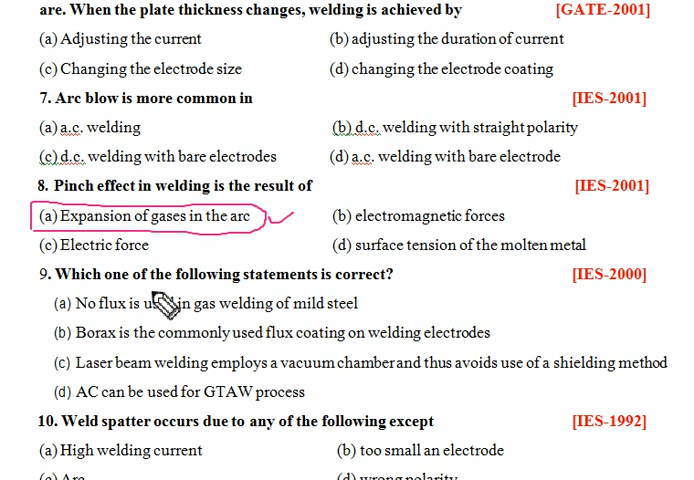 are. When the plate thickness changes, welding is achieved by [GATE-2001]
(a) Adjusting the current (b) adjusting the duration of current
(c) Changing the electrode size (d) changing the electrode coating
7. Arc blow is more common in [IES-2001]
(a) a.c. welding (b) d.c. welding with straight polarity
(c) d.c. welding with bare electrodes (d) a.c. welding with bare electrode
8. Pinch effect in welding is the result of [IES-2001]
(a) Expansion of gases in the arc (b) electromagnetic forces
(c) Electric force (d) surface tension of the molten metal
9. Which one of the following statements is correct? [IES-2000]
(a) No flux is in gas welding of mild steel
(b) Borax is the commonly used flux coating on welding electrodes
(c) Laser beam welding employs a vacuum chamber and thus avoids use of a shielding method
(d) AC can be used for GTAW process
10. Weld spatter occurs due to any of the following except [IES-1992]
(a) High welding current (b) too small an electrode
(c) Arc (d) wrong polarity